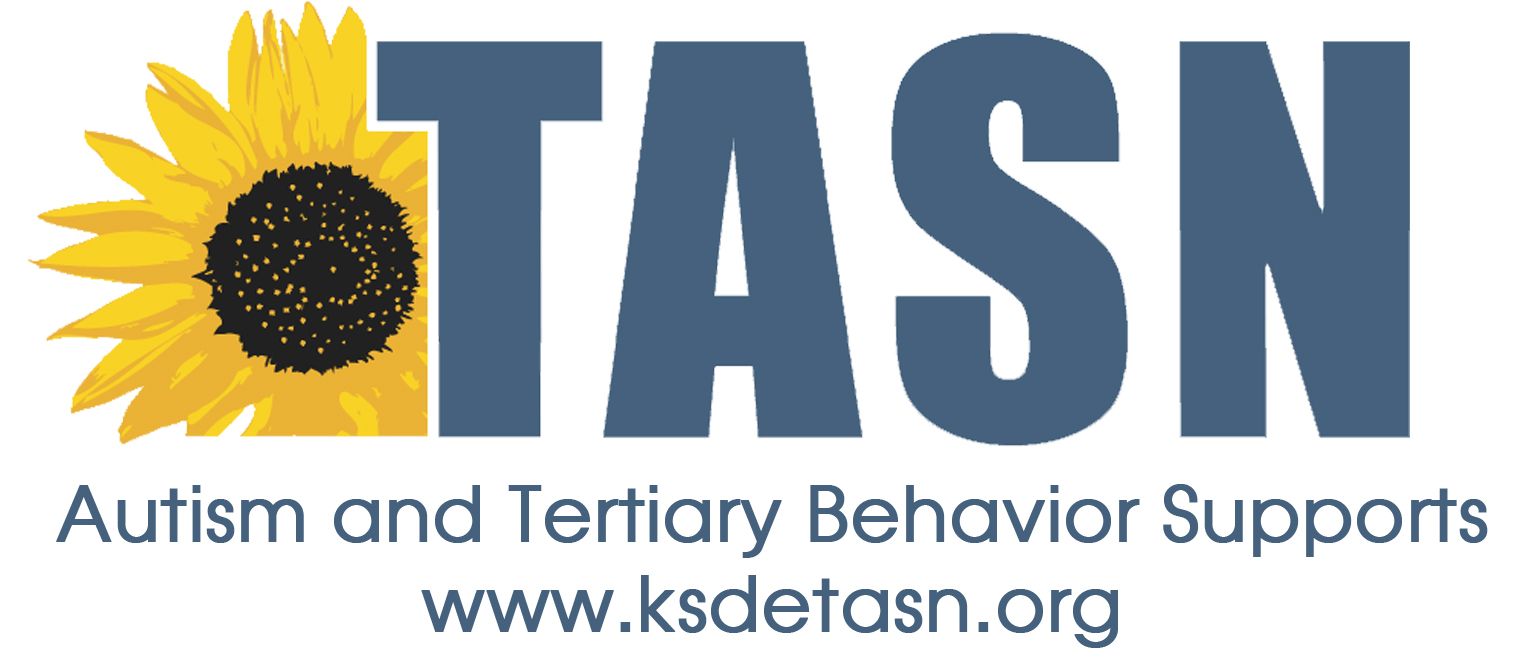 TASN
Autism and Tertiary Behavior Supports
www.ksdetasn.org